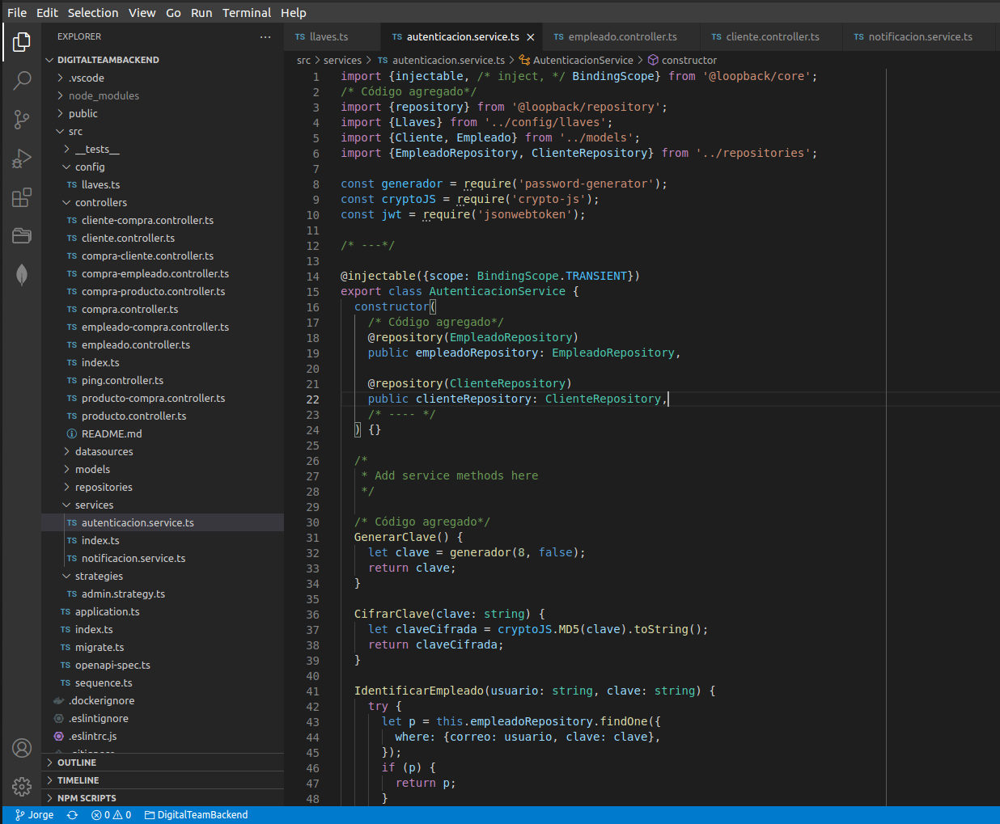 File Edit Selection View Go Run Terminal Help
EXPLORER ···
DIGITALTEAMBACKEND
.vscode
node_modules
public
src
__tests__
config
TS llaves.ts
controllers
TS cliente-compra.controller.ts
TS cliente.controller.ts
TS compra-cliente.controller.ts
TS compra-empleado.controller.ts
TS compra-producto.controller.ts
TS compra.controller.ts
TS empleado-compra.controller.ts
TS empleado.controller.ts
TS index.ts
TS ping.controller.ts
TS producto-compra.controller.ts
TS producto.controller.ts
README.md
datasources
models
repositories
services
TS autenticacion.service.ts
TS index.ts
TS notificacion.service.ts
strategies
TS admin.strategy.ts
TS application.ts
TS index.ts
TS migrate.ts
TS openapi-spec.ts
TS sequence.ts
.dockerignore
.eslintignore
.eslintrc.js
.gitignore
OUTLINE
TIMELINE
NPM SCRIPTS
TS llaves.ts TS autenticacion.service.ts × TS empleado.controller.ts TS cliente.controller.ts TS notificacion.service.ts
src > services > TS autenticacion.service.ts > AutenticacionService > constructor
1 import {injectable, /* inject, */ BindingScope} from '@loopback/core';
2 /* Código agregado*/
3 import {repository} from '@loopback/repository';
4 import {Llaves} from '../config/llaves';
5 import {Cliente, Empleado} from '../models';
6 import {EmpleadoRepository, ClienteRepository} from '../repositories';
7
8 const generador = require('password-generator');
9 const cryptoJS = require('crypto-js');
10 const jwt = require('jsonwebtoken');
11
12 /* ---*/
13
14 @injectable({scope: BindingScope.TRANSIENT})
15 export class AutenticacionService {
16 constructor(
17 /* Código agregado*/
18 @repository(EmpleadoRepository)
19 public empleadoRepository: EmpleadoRepository,
20
21 @repository(ClienteRepository)
22 public clienteRepository: ClienteRepository,
23 /* ---- */
24 ) {}
25
26 /*
27 * Add service methods here
28 */
29
30 /* Código agregado*/
31 GenerarClave() {
32 let clave = generador(8, false);
33 return clave;
34 }
35
36 CifrarClave(clave: string) {
37 let claveCifrada = cryptoJS.MD5(clave).toString();
38 return claveCifrada;
39 }
40
41 IdentificarEmpleado(usuario: string, clave: string) {
42 try {
43 let p = this.empleadoRepository.findOne({
44 where: {correo: usuario, clave: clave},
45 });
46 if (p) {
47 return p;
48 }
Jorge 0 0 DigitalTeamBackend